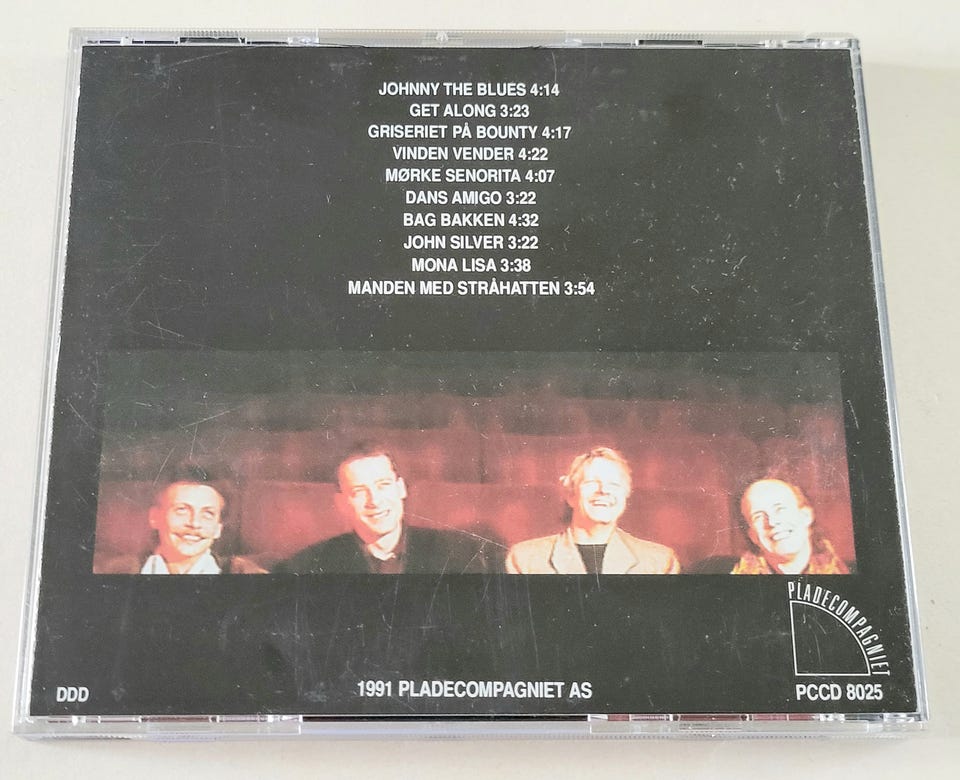 JOHNNY THE BLUES 4:14
GET ALONG 3:23
GRISERIET PÅ BOUNTY 4:17
VINDEN VENDER 4:22
MØRKE SENORITA 4:07
DANS AMIGO 3:22
BAG BAKKEN 4:32
JOHN SILVER 3:22
MONA LISA 3:38
MANDEN MED STRÅHATTEN 3:54
PLADECOMPAGNIET
DDD
1991 PLADECOMPAGNIET AS
PCCD 8025